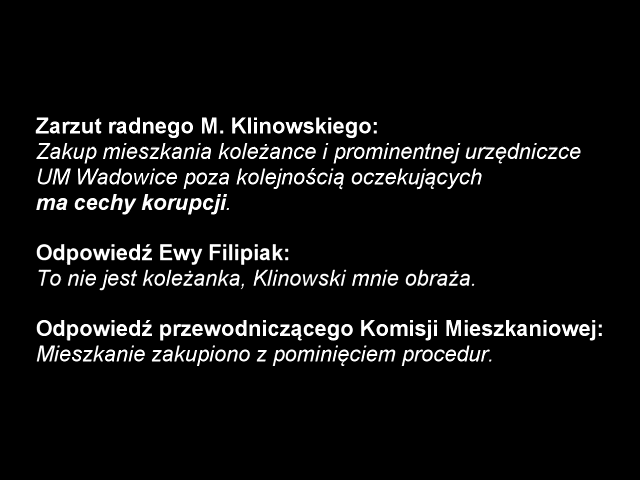 Zarzut radnego M. Klinowskiego:
Zakup mieszkania koleżance i prominentnej urzędniczce
UM Wadowice poza kolejnością oczekujących
ma cechy korupcji.
Odpowiedź Ewy Filipiak:
To nie jest koleżanka, Klinowski mnie obraża.
Odpowiedź przewodniczącego Komisji Mieszkaniowej:
Mieszkanie zakupiono z pominięciem procedur.